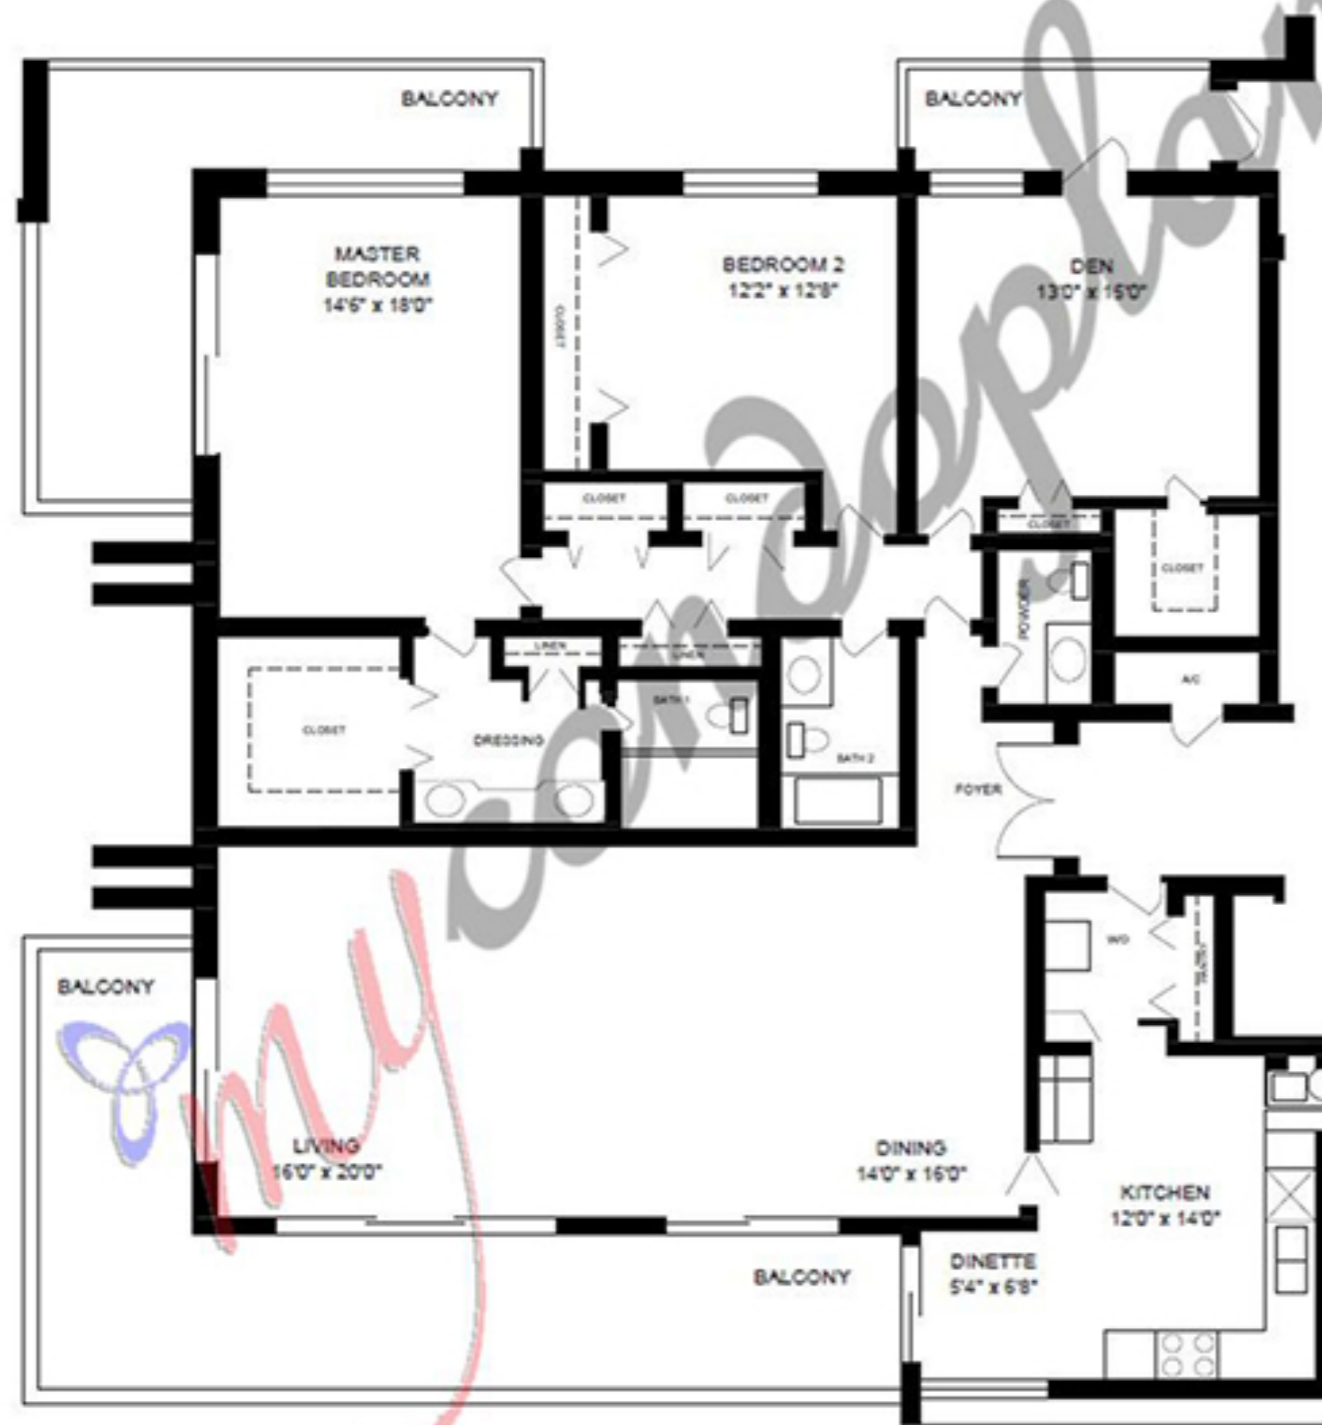 BALCONY
BALCONY
MASTER
BEDROOM
14'6" x 18'0"
BEDROOM 2
12'2" x 12'8"
DEN
13'0" x 15'0"
CLOSET
CLOSET
CLOSET
CLOSET
CLOSET
POWDER
LINEN
LINEN
A/C
BATH 1
CLOSET
DRESSING
BATH 2
FOYER
W/D
BALCONY
LIVING
16'0" x 20'0"
DINING
14'0" x 16'0"
KITCHEN
12'0" x 14'0"
DINETTE
5'4" x 6'8"
BALCONY
my condoplan